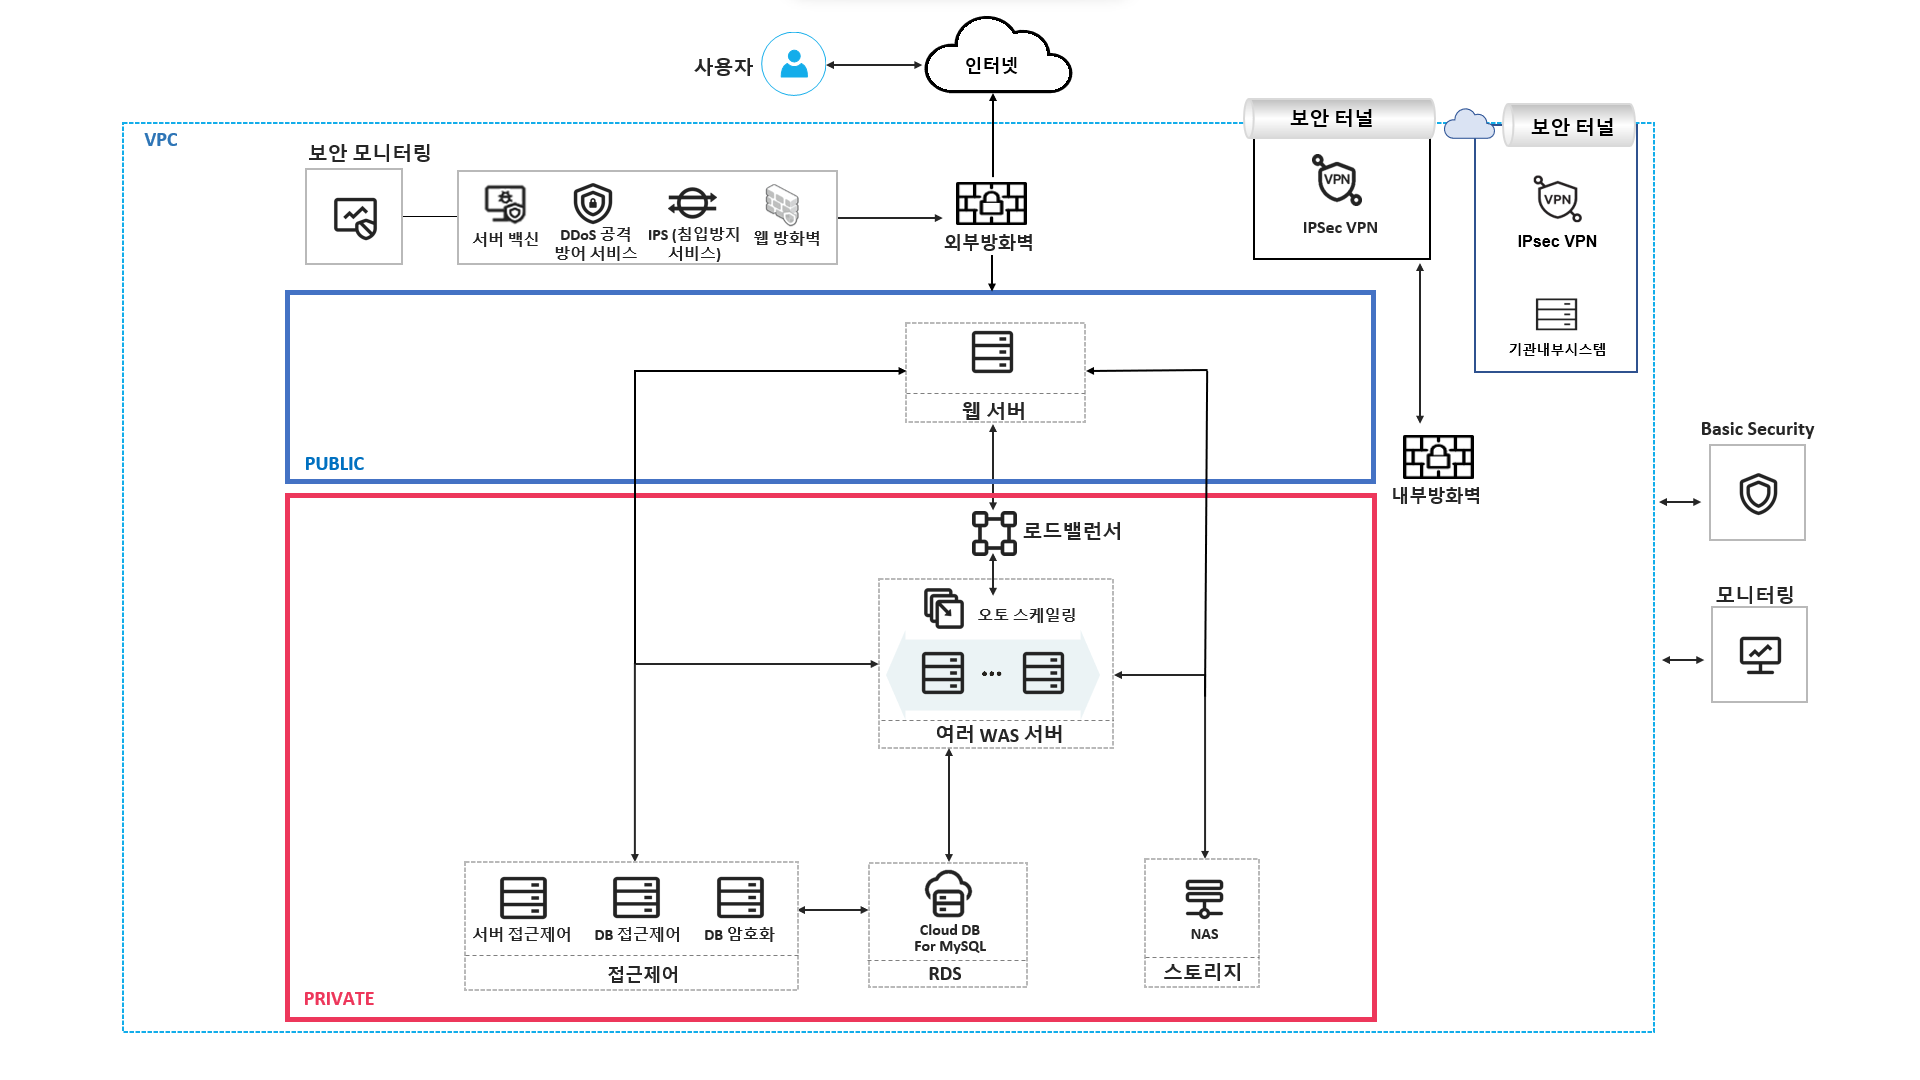 사용자
인터넷
VPC
보안 터널
보안 터널
보안 모니터링
서버 백신
DDoS 공격
방어 서비스
IPS (침입방지
서비스)
웹 방화벽
외부방화벽
VPN
IPSec VPN
VPN
IPsec VPN
기관내부시스템
웹 서버
PUBLIC
내부방화벽
Basic Security
로드밸런서
오토 스케일링
...
여러 WAS 서버
모니터링
서버 접근제어
DB 접근제어
DB 암호화
접근제어
Cloud DB
For MySQL
RDS
NAS
스토리지
PRIVATE